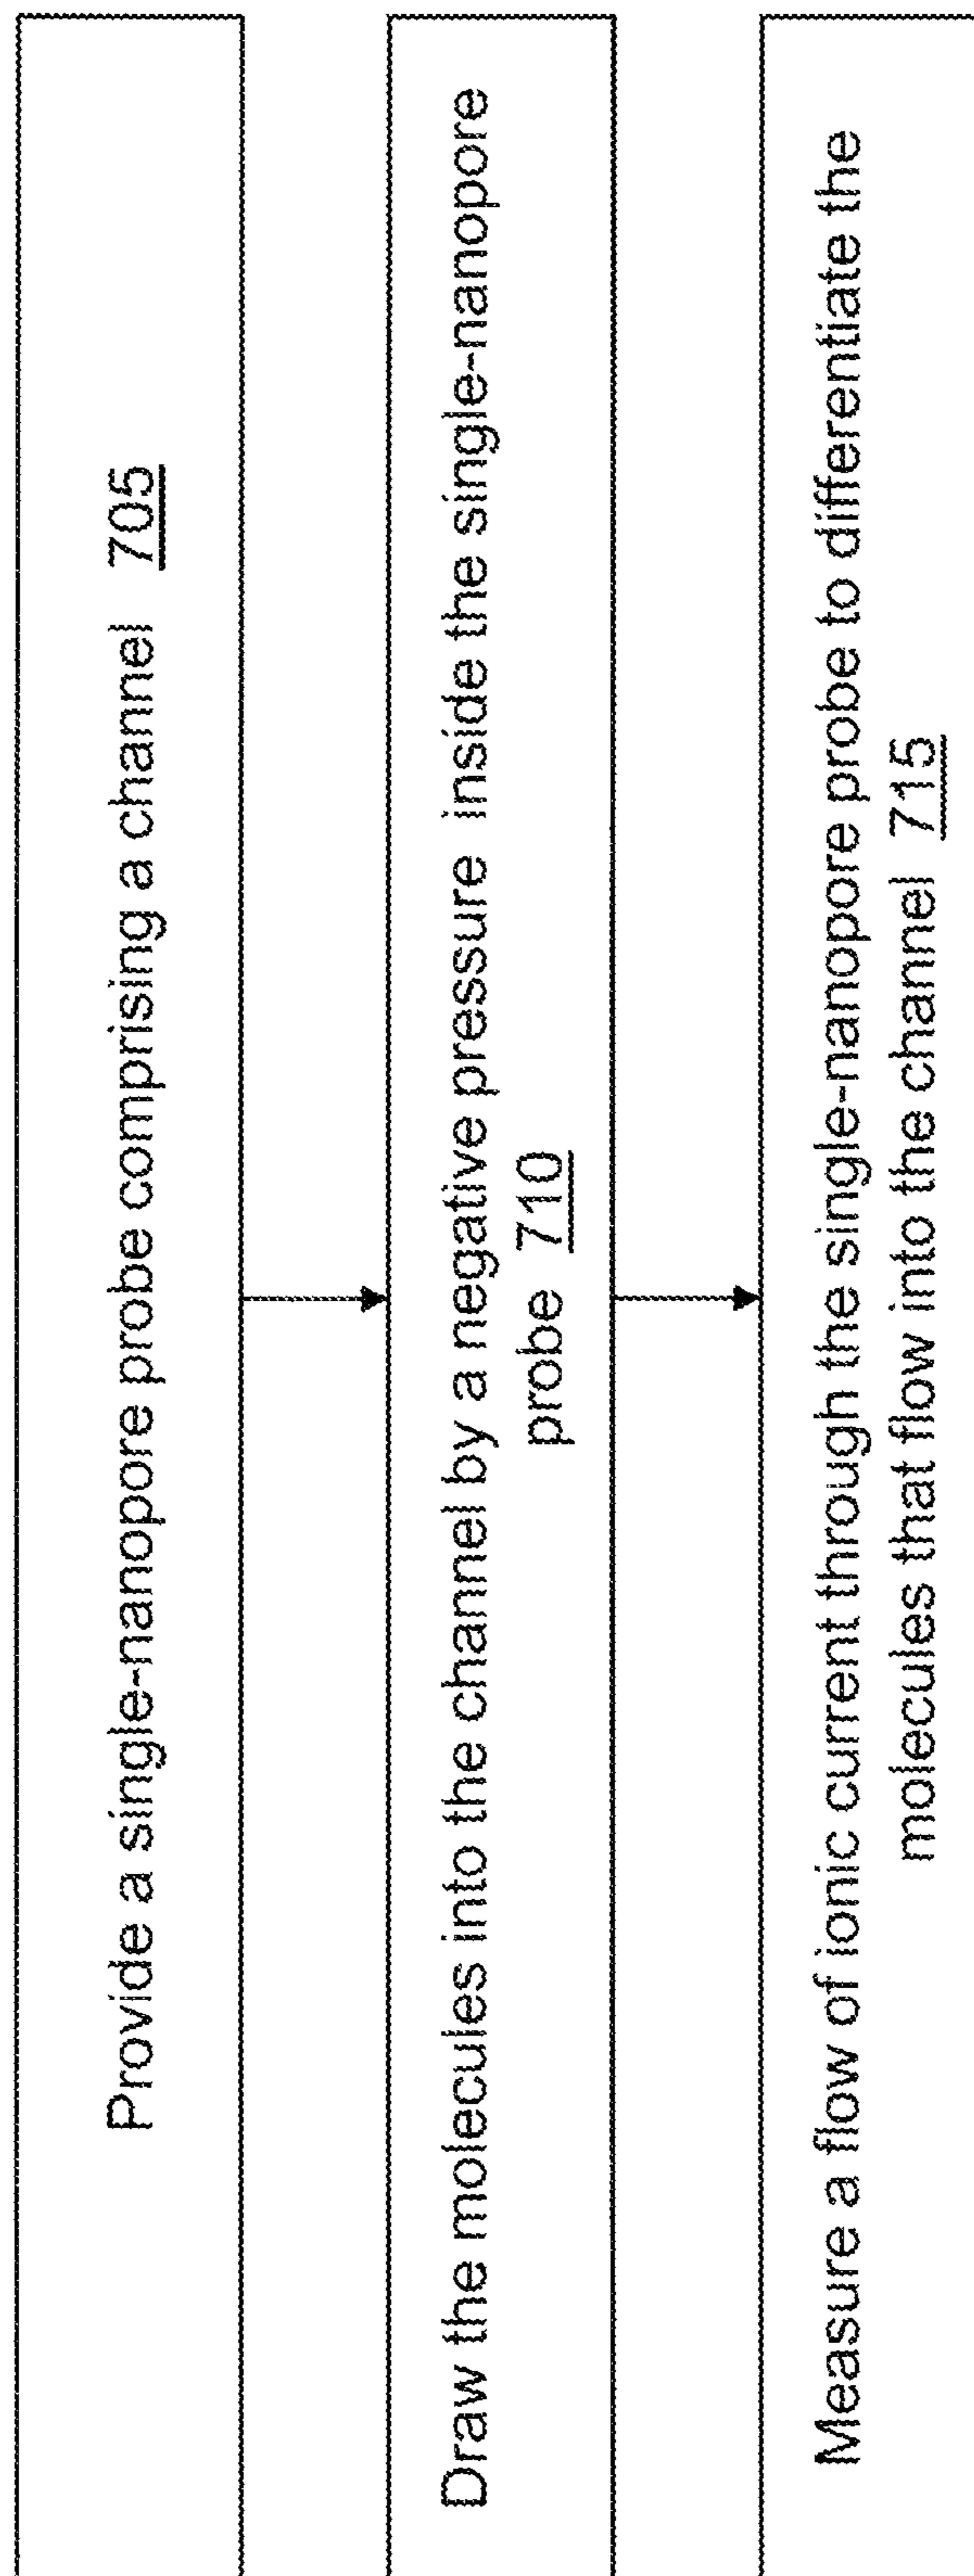 Provide a single-nanopore probe comprising a channel 705
Draw the molecules into the channel by a negative pressure inside the single-nanopore
probe 710
Measure a flow of ionic current through the single-nanopore probe to differentiate the
molecules that flow into the channel 715